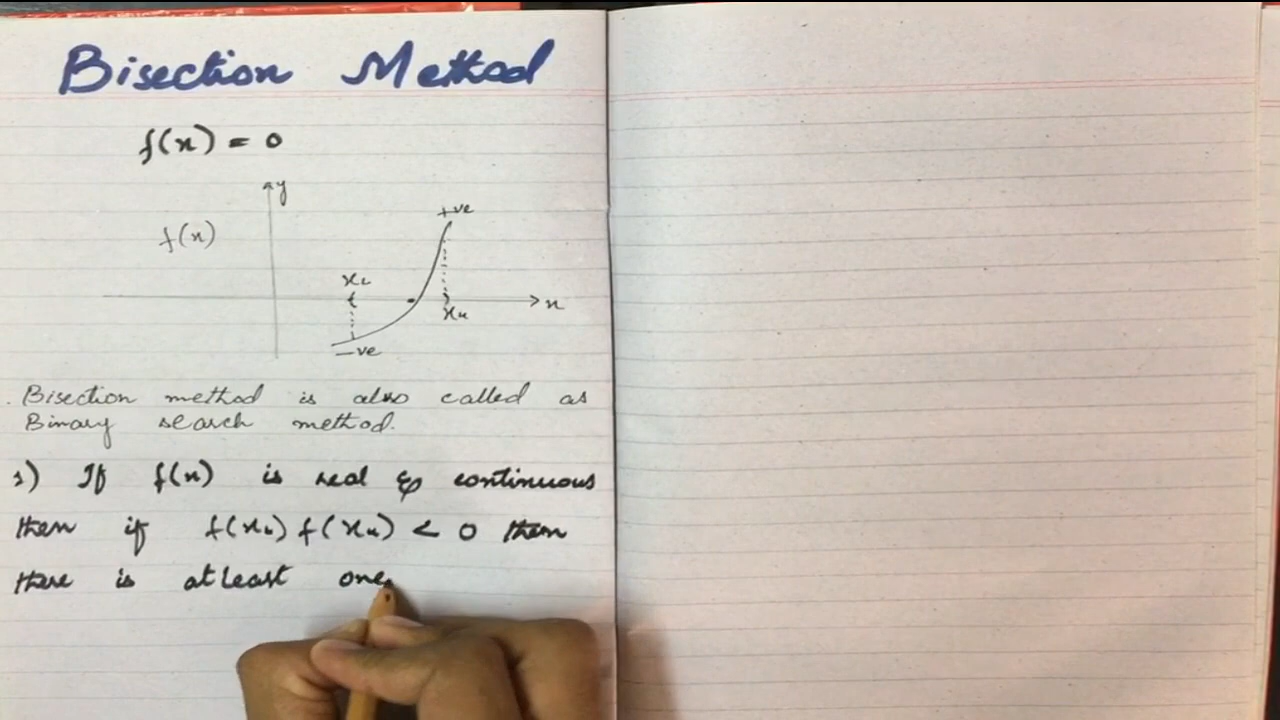 Bisection Method
f(x) = 0
y
+ve
f(x)
xL
x
xu
-ve
. Bisection method is also called as
Binary search method.
1) If f(x) is real & continuous
then if f(xL) f(xu) < 0 then
there is atleast one